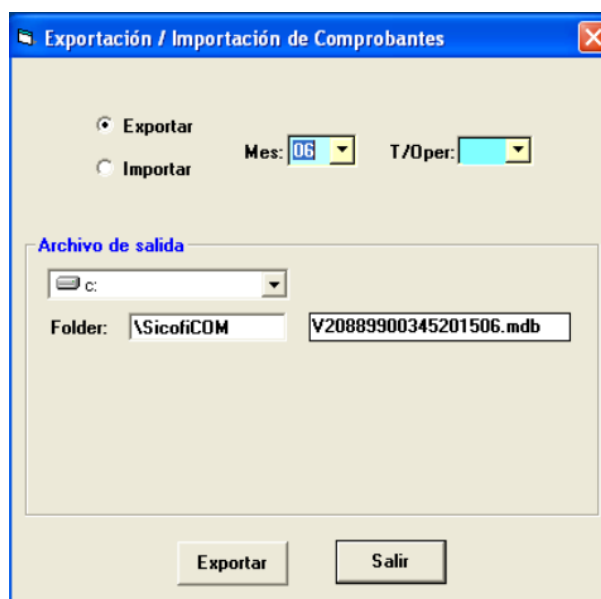 Exportación / Importación de Comprobantes
Exportar
Importar
Mes: 06
T/Oper:
Archivo de salida
c:
Folder: \SicofiCOM V20889900345201506.mdb
Exportar Salir